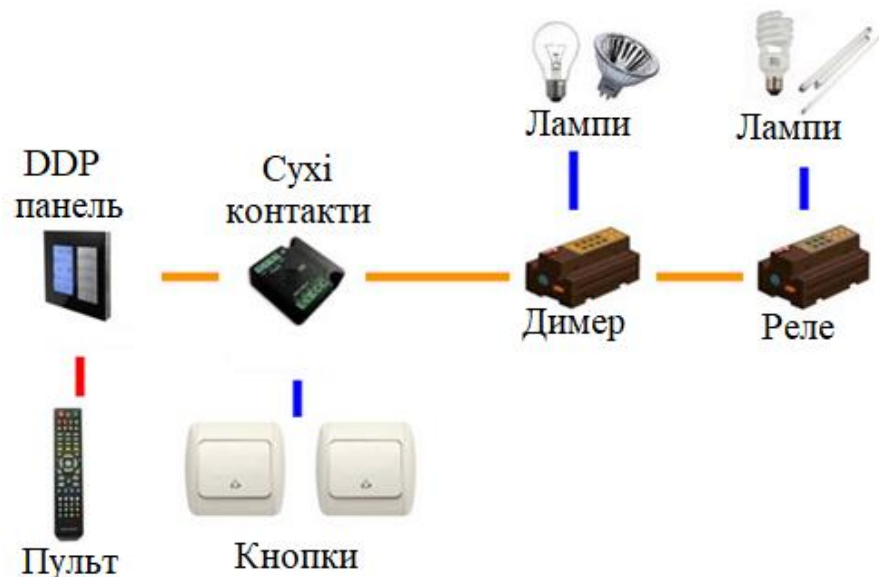 Лампи
Лампи
DDP
панель
Сухі
контакти
Димер
Реле
Пульт
Кнопки